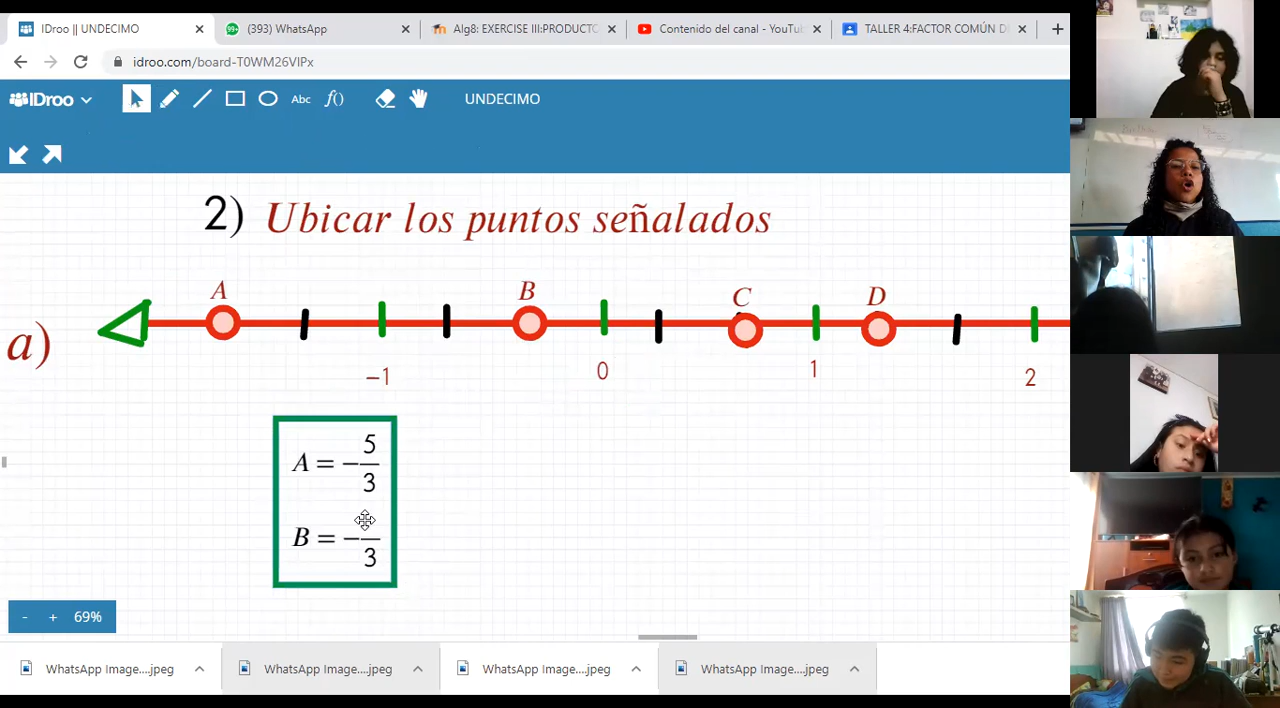 IDroo || UNDECIMO
(393) WhatsApp
Alg8: EXERCISE III:PRODUCTO
Contenido del canal - YouTu
TALLER 4:FACTOR COMÚN D
idroo.com/board-T0WM26VIPx
IDroo
Abc
f()
UNDECIMO
2) Ubicar los puntos señalados
A
B
C
D
a)
−1
0
1
2
A = −5/3
B = − /3
- + 69%
WhatsApp Image....jpeg
WhatsApp Image....jpeg
WhatsApp Image....jpeg
WhatsApp Image....jpeg